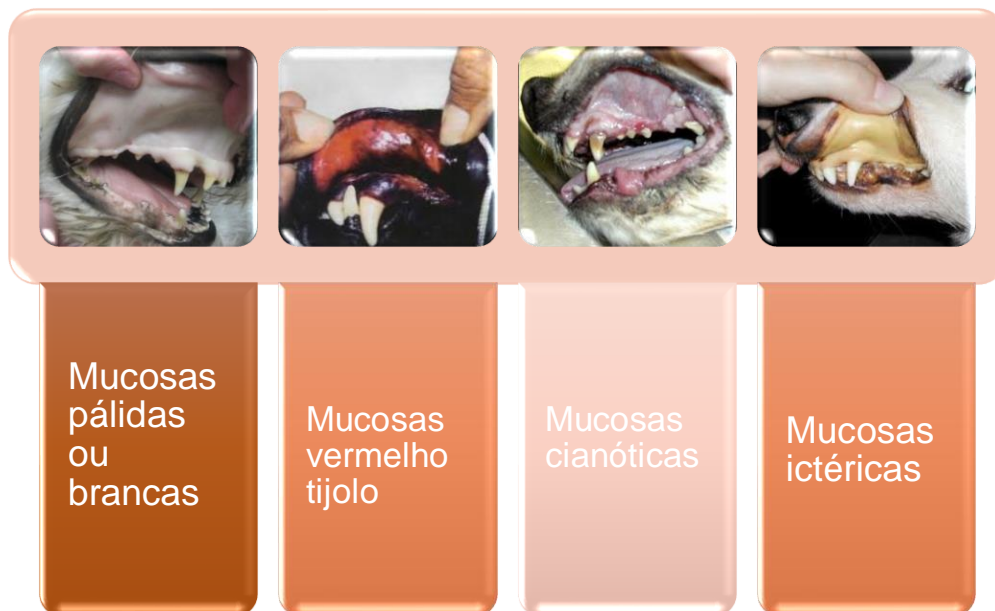 Mucosas
pálidas
ou
brancas
Mucosas
vermelho
tijolo
Mucosas
cianóticas
Mucosas
ictéricas